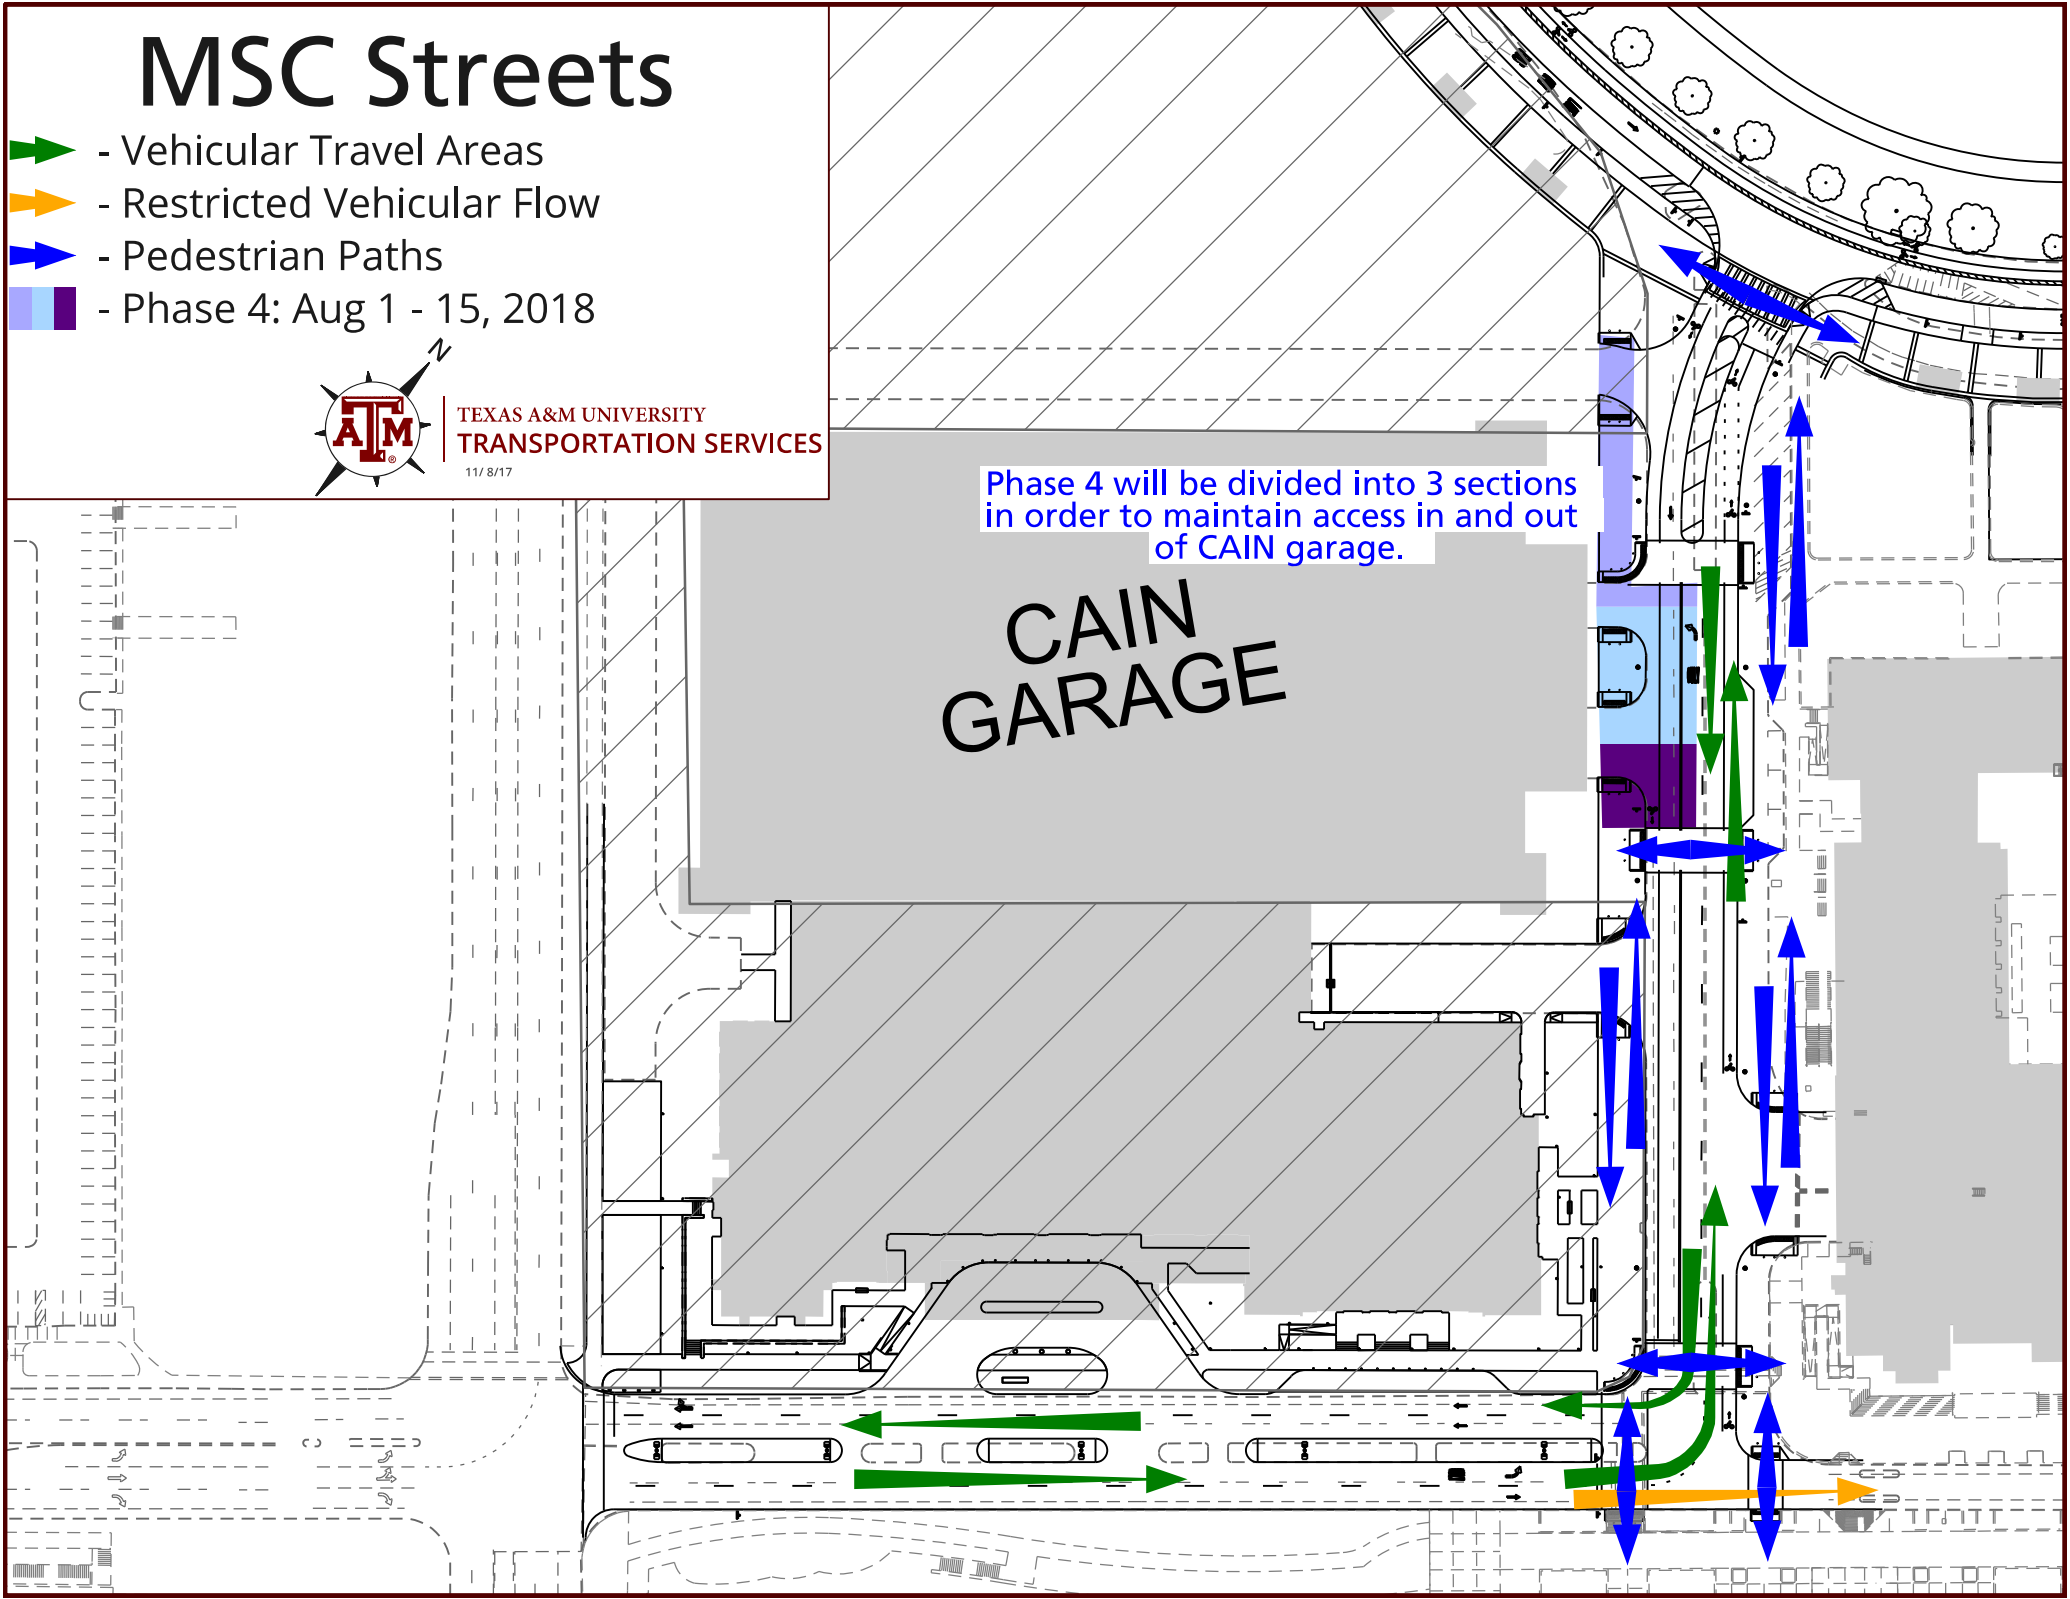 MSC Streets
- Vehicular Travel Areas
- Restricted Vehicular Flow
- Pedestrian Paths
- Phase 4: Aug 1 - 15, 2018
N
ATM®
TEXAS A&M UNIVERSITY
TRANSPORTATION SERVICES
11/ 8/17
Phase 4 will be divided into 3 sections
in order to maintain access in and out
of CAIN garage.
CAIN
GARAGE